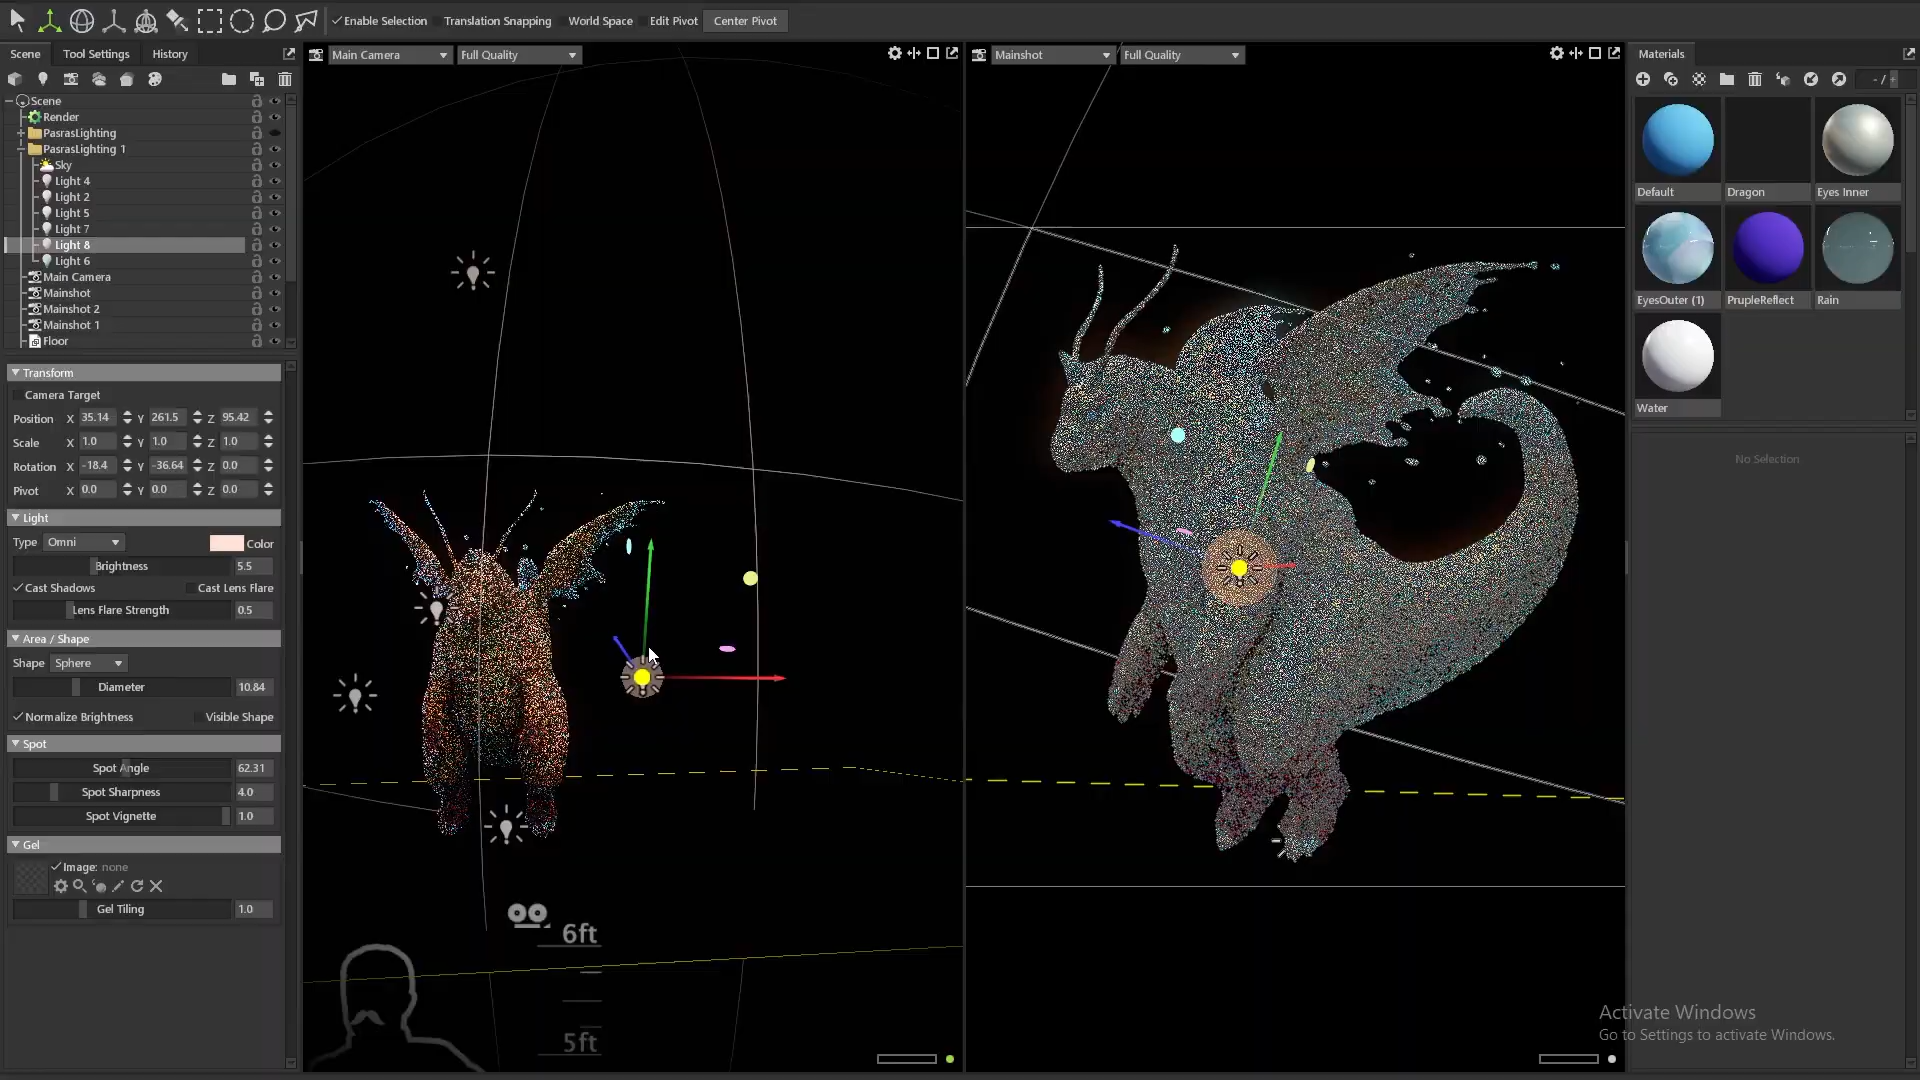 Enable Selection
Translation Snapping
World Space
Edit Pivot
Center Pivot
Scene
Tool Settings
History
Main Camera
Full Quality
Mainshot
Full Quality
Materials
- / +
Scene
Render
PasrasLighting
PasrasLighting 1
Sky
Light 4
Light 2
Light 5
Light 7
Light 8
Light 6
Main Camera
Mainshot
Mainshot 2
Mainshot 1
Floor
Transform
Camera Target
Position X 35.14 Y 261.5 Z 95.42
Scale X 1.0 Y 1.0 Z 1.0
Rotation X -18.4 Y -36.64 Z 0.0
Pivot X 0.0 Y 0.0 Z 0.0
Light
Type Omni Color
Brightness 5.5
Cast Shadows Cast Lens Flare
Lens Flare Strength 0.5
Area / Shape
Shape Sphere
Diameter 10.84
Normalize Brightness Visible Shape
Spot
Spot Angle 62.31
Spot Sharpness 4.0
Spot Vignette 1.0
Gel
Image: none
Gel Tiling 1.0
6ft
5ft
Default
Dragon
Eyes Inner
EyesOuter (1)
PrupleReflect
Rain
Water
No Selection
Activate Windows
Go to Settings to activate Windows.